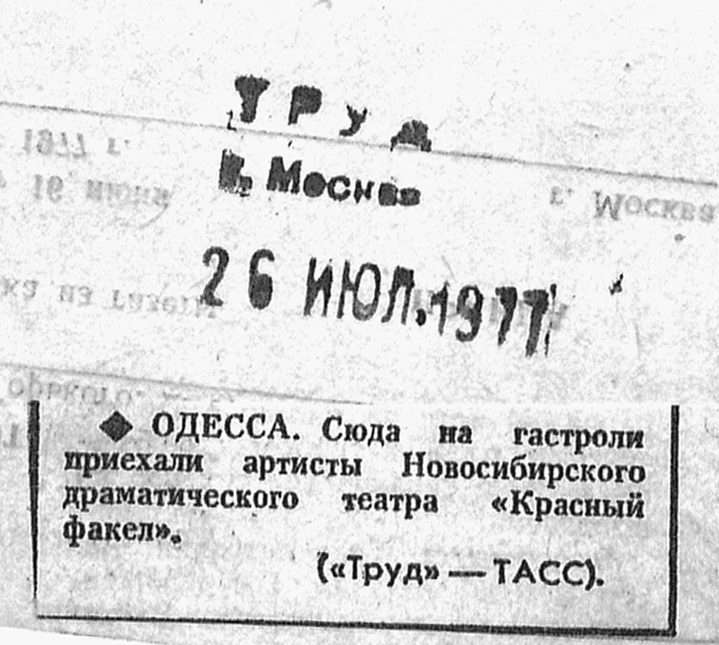 ТРУД
г. Москва
26 ИЮЛ.1977
◆ ОДЕССА. Сюда на гастроли
приехали артисты Новосибирского
драматического театра «Красный
факел».
(«Труд» — ТАСС).